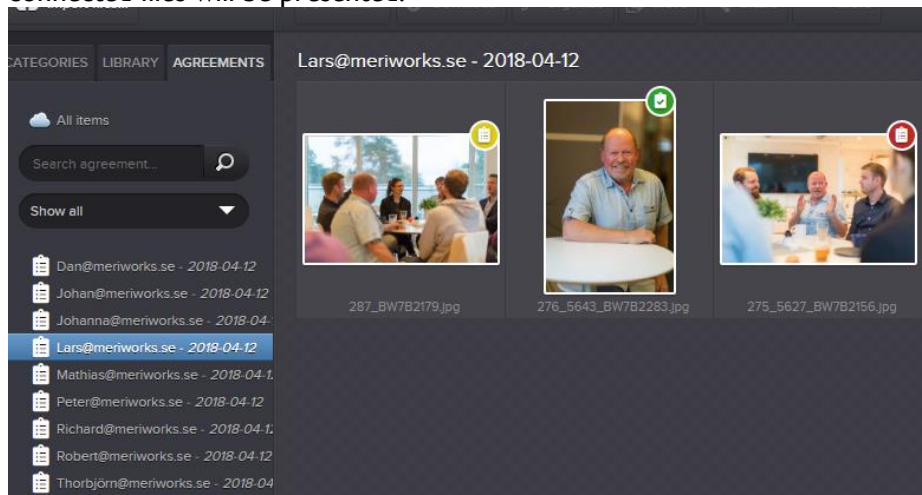 CATEGORIES LIBRARY AGREEMENTS
Lars@meriworks.se - 2018-04-12
All items
Search agreement...
Show all
Dan@meriworks.se - 2018-04-12
Johan@meriworks.se - 2018-04-12
Johanna@meriworks.se - 2018-04-
Lars@meriworks.se - 2018-04-12
Mathias@meriworks.se - 2018-04-1
Peter@meriworks.se - 2018-04-12
Richard@meriworks.se - 2018-04-12
Robert@meriworks.se - 2018-04-12
Thorbjörn@meriworks.se - 2018-04
287_BW7B2179.jpg
276_5643_BW7B2283.jpg
275_5627_BW7B2156.jpg